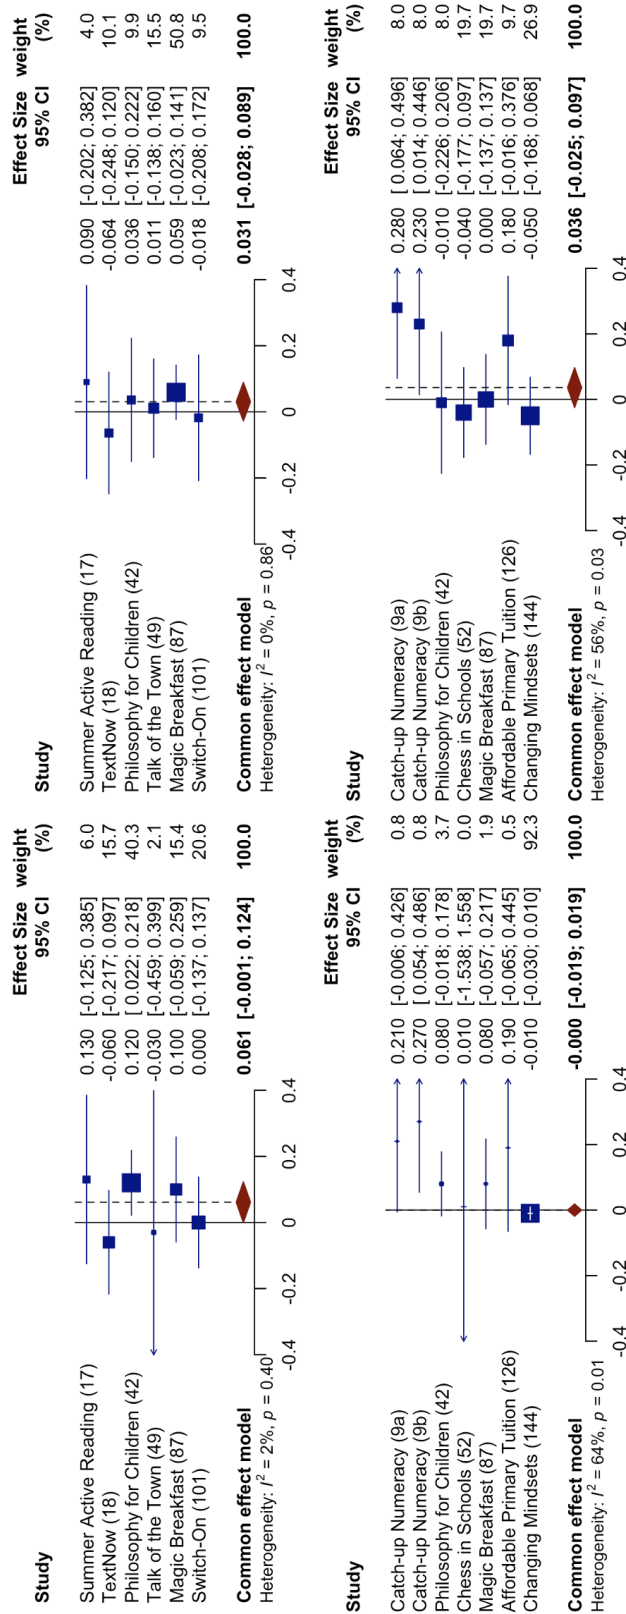 Effect Size weight
Study 95% CI (%)
Summer Active Reading (17) 0.130 [-0.125; 0.385] 6.0
TextNow (18) -0.060 [-0.217; 0.097] 15.7
Philosophy for Children (42) 0.120 [ 0.022; 0.218] 40.3
Talk of the Town (49) -0.030 [-0.459; 0.399] 2.1
Magic Breakfast (87) 0.100 [-0.059; 0.259] 15.4
Switch-On (101) 0.000 [-0.137; 0.137] 20.6
Common effect model 0.061 [-0.001; 0.124] 100.0
Heterogeneity: I² = 2%, p = 0.40
-0.4 -0.2 0 0.2 0.4
Effect Size weight
Study 95% CI (%)
Summer Active Reading (17) 0.090 [-0.202; 0.382] 4.0
TextNow (18) -0.064 [-0.248; 0.120] 10.1
Philosophy for Children (42) 0.036 [-0.150; 0.222] 9.9
Talk of the Town (49) 0.011 [-0.138; 0.160] 15.5
Magic Breakfast (87) 0.059 [-0.023; 0.141] 50.8
Switch-On (101) -0.018 [-0.208; 0.172] 9.5
Common effect model 0.031 [-0.028; 0.089] 100.0
Heterogeneity: I² = 0%, p = 0.86
-0.4 -0.2 0 0.2 0.4
Effect Size weight
Study 95% CI (%)
Catch-up Numeracy (9a) 0.210 [-0.006; 0.426] 0.8
Catch-up Numeracy (9b) 0.270 [ 0.054; 0.486] 0.8
Philosophy for Children (42) 0.080 [-0.018; 0.178] 3.7
Chess in Schools (52) 0.010 [-1.538; 1.558] 0.0
Magic Breakfast (87) 0.080 [-0.057; 0.217] 1.9
Affordable Primary Tuition (126) 0.190 [-0.065; 0.445] 0.5
Changing Mindsets (144) -0.010 [-0.030; 0.010] 92.3
Common effect model -0.000 [-0.019; 0.019] 100.0
Heterogeneity: I² = 64%, p = 0.01
-0.4 -0.2 0 0.2 0.4
Effect Size weight
Study 95% CI (%)
Catch-up Numeracy (9a) 0.280 [ 0.064; 0.496] 8.0
Catch-up Numeracy (9b) 0.230 [ 0.014; 0.446] 8.0
Philosophy for Children (42) -0.010 [-0.226; 0.206] 8.0
Chess in Schools (52) -0.040 [-0.177; 0.097] 19.7
Magic Breakfast (87) 0.000 [-0.137; 0.137] 19.7
Affordable Primary Tuition (126) 0.180 [-0.016; 0.376] 9.7
Changing Mindsets (144) -0.050 [-0.168; 0.068] 26.9
Common effect model 0.036 [-0.025; 0.097] 100.0
Heterogeneity: I² = 56%, p = 0.03
-0.4 -0.2 0 0.2 0.4